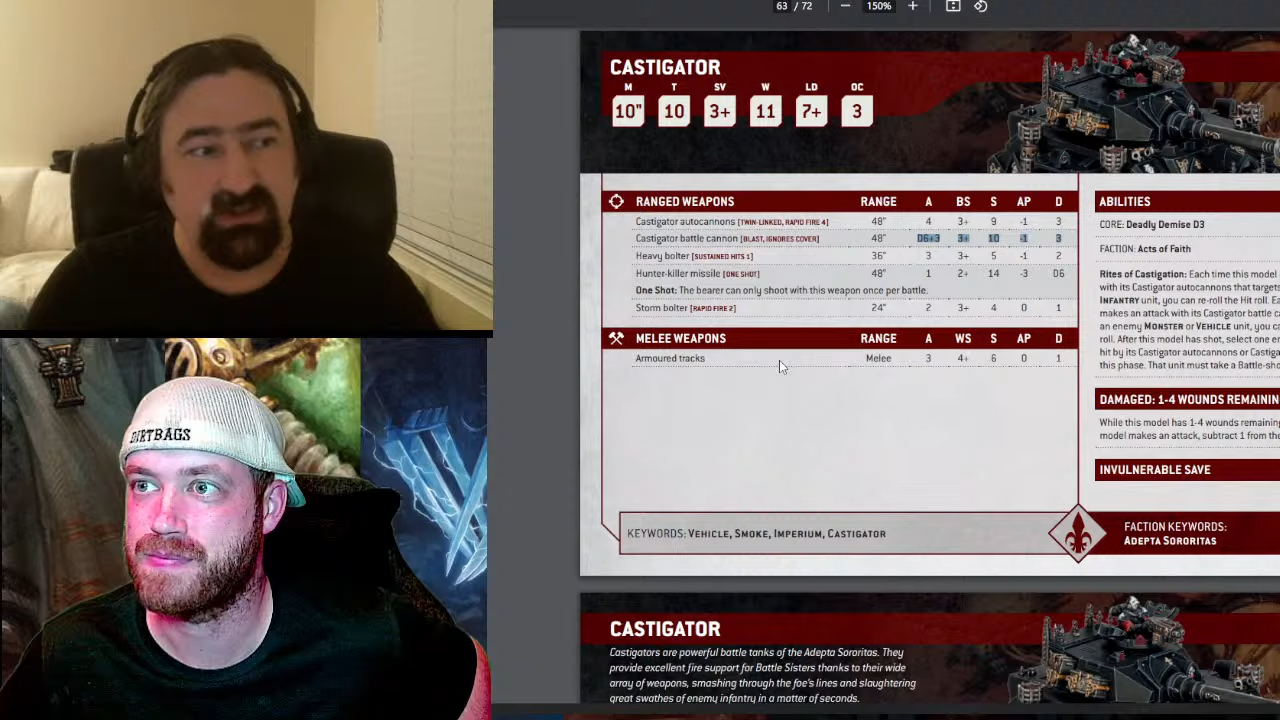 63 / 72
150%
CASTIGATOR
M T SV W LD OC
10" 10 3+ 11 7+ 3
RANGED WEAPONS RANGE A BS S AP D
Castigator autocannons [TWIN-LINKED, RAPID FIRE 4] 48" 4 3+ 9 -1 3
Castigator battle cannon [BLAST, IGNORES COVER] 48" D6+3 3+ 10 -1 3
Heavy bolter [SUSTAINED HITS 1] 36" 3 3+ 5 -1 2
Hunter-killer missile [ONE SHOT] 48" 1 2+ 14 -3 D6
One Shot: The bearer can only shoot with this weapon once per battle.
Storm bolter [RAPID FIRE 2] 24" 2 3+ 4 0 1
MELEE WEAPONS RANGE A WS S AP D
Armoured tracks Melee 3 4+ 6 0 1
ABILITIES
CORE: Deadly Demise D3
FACTION: Acts of Faith
Rites of Castigation: Each time this model
with its Castigator autocannons that targets
INFANTRY unit, you can re-roll the Hit roll. Ea
makes an attack with its Castigator battle c
an enemy MONSTER or VEHICLE unit, you c
roll. After this model has shot, select one e
hit by its Castigator autocannons or Castiga
this phase. That unit must take a Battle-sho
DAMAGED: 1-4 WOUNDS REMAININ
While this model has 1-4 wounds remaining
model makes an attack, subtract 1 from the
INVULNERABLE SAVE
KEYWORDS: VEHICLE, SMOKE, IMPERIUM, CASTIGATOR
FACTION KEYWORDS:
ADEPTA SORORITAS
CASTIGATOR
Castigators are powerful battle tanks of the Adepta Sororitas. They
provide excellent fire support for Battle Sisters thanks to their wide
array of weapons, smashing through the foe's lines and slaughtering
great swathes of enemy infantry in a matter of seconds.
DIRTBAGS